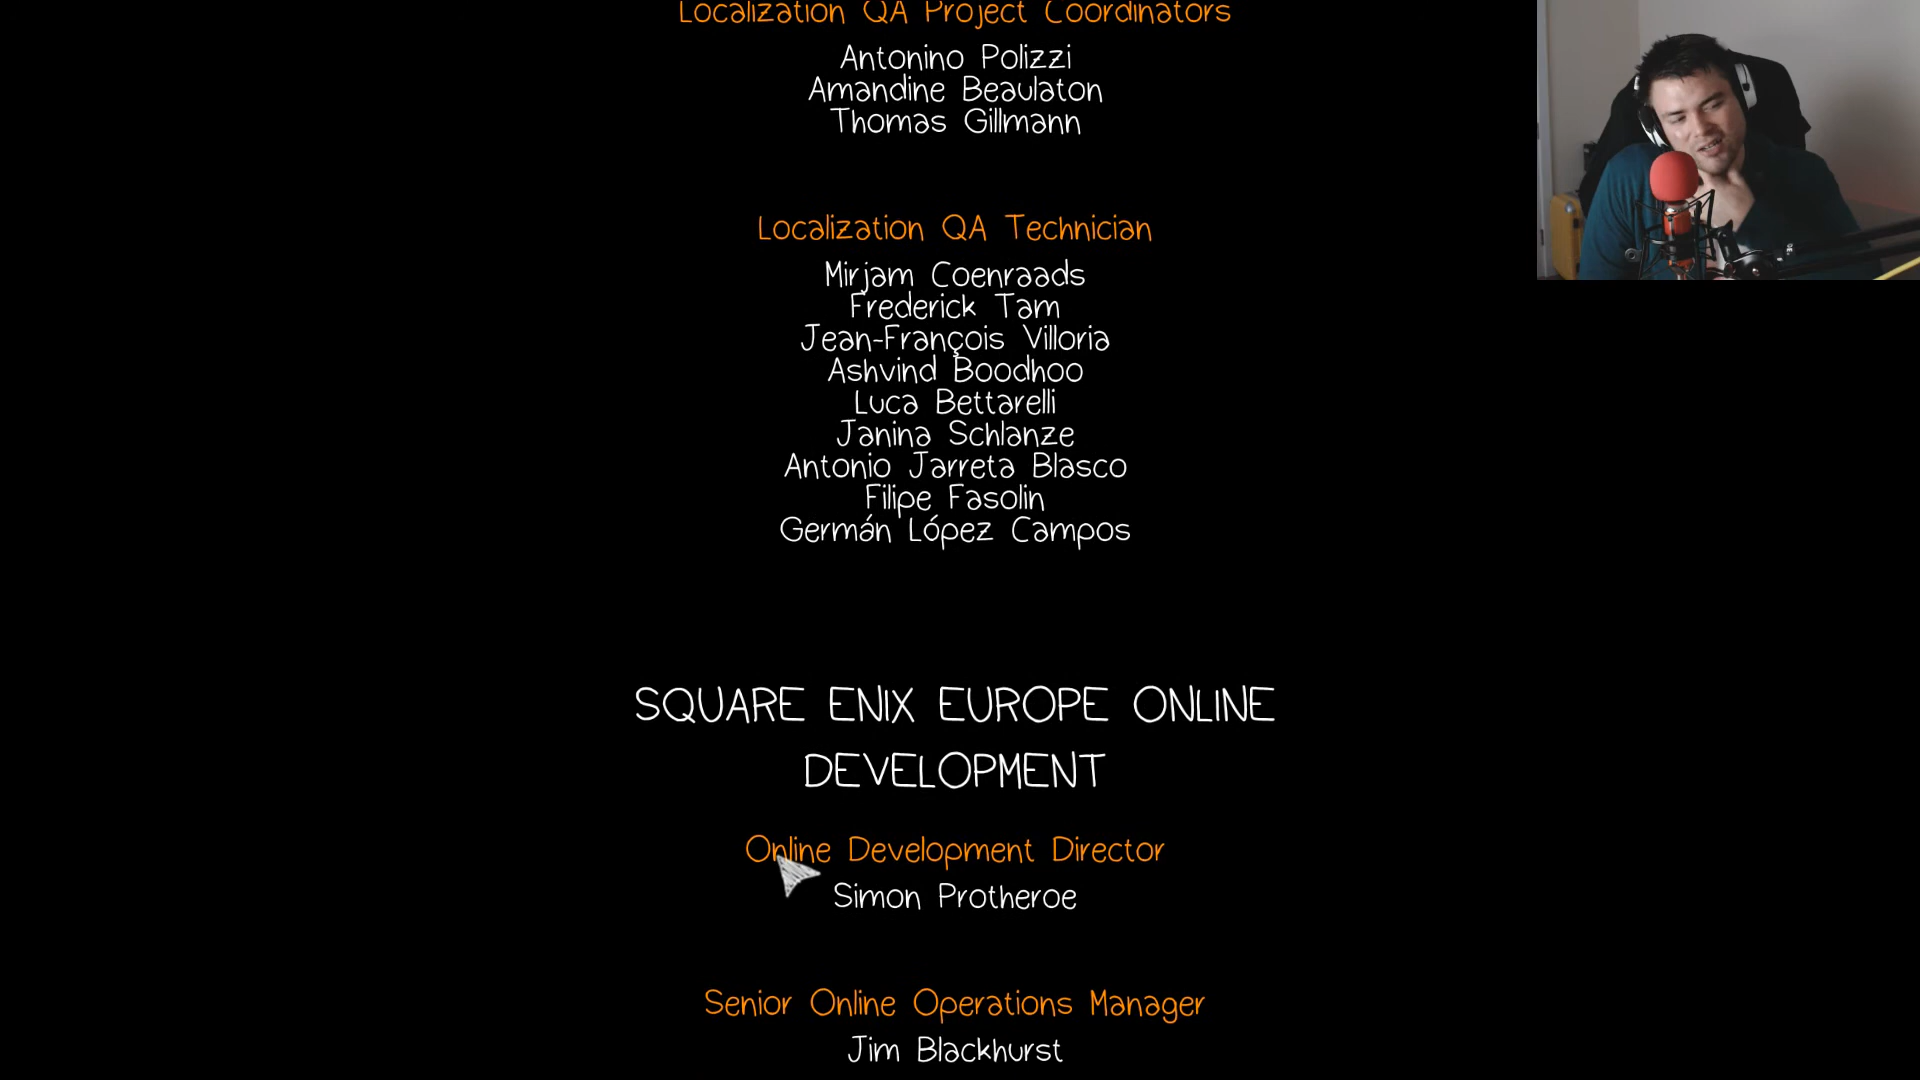 Localization QA Project Coordinators
Antonino Polizzi
Amandine Beaulaton
Thomas Gillmann
Localization QA Technician
Mirjam Coenraads
Frederick Tam
Jean-François Villoria
Ashvind Boodhoo
Luca Bettarelli
Janina Schlanze
Antonio Jarreta Blasco
Filipe Fasolin
Germán López Campos
SQUARE ENIX EUROPE ONLINE
DEVELOPMENT
Online Development Director
Simon Protheroe
Senior Online Operations Manager
Jim Blackhurst